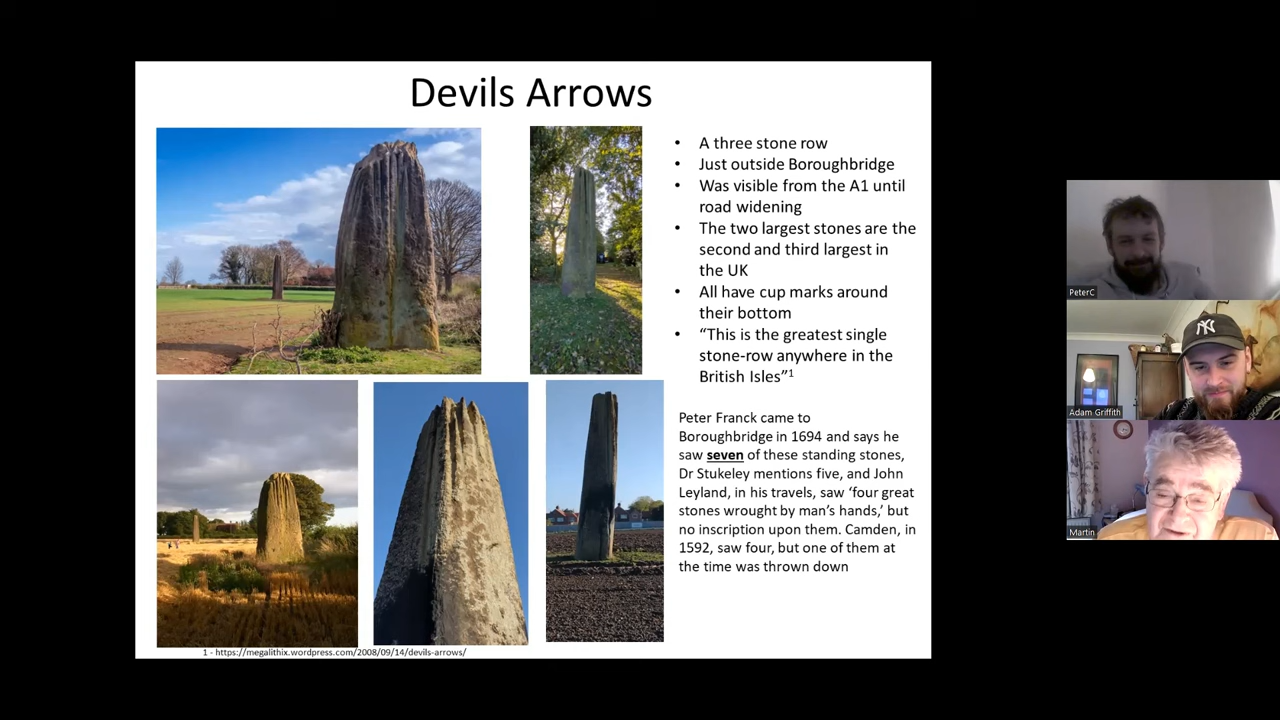 Devils Arrows
• A three stone row
• Just outside Boroughbridge
• Was visible from the A1 until
road widening
• The two largest stones are the
second and third largest in
the UK
• All have cup marks around
their bottom
• “This is the greatest single
stone-row anywhere in the
British Isles”1
Peter Franck came to
Boroughbridge in 1694 and says he
saw seven of these standing stones,
Dr Stukeley mentions five, and John
Leyland, in his travels, saw ‘four great
stones wrought by man’s hands,’ but
no inscription upon them. Camden, in
1592, saw four, but one of them at
the time was thrown down
1 - https://megalithix.wordpress.com/2008/09/14/devils-arrows/
PeterC
NY
Adam Griffith
Martin